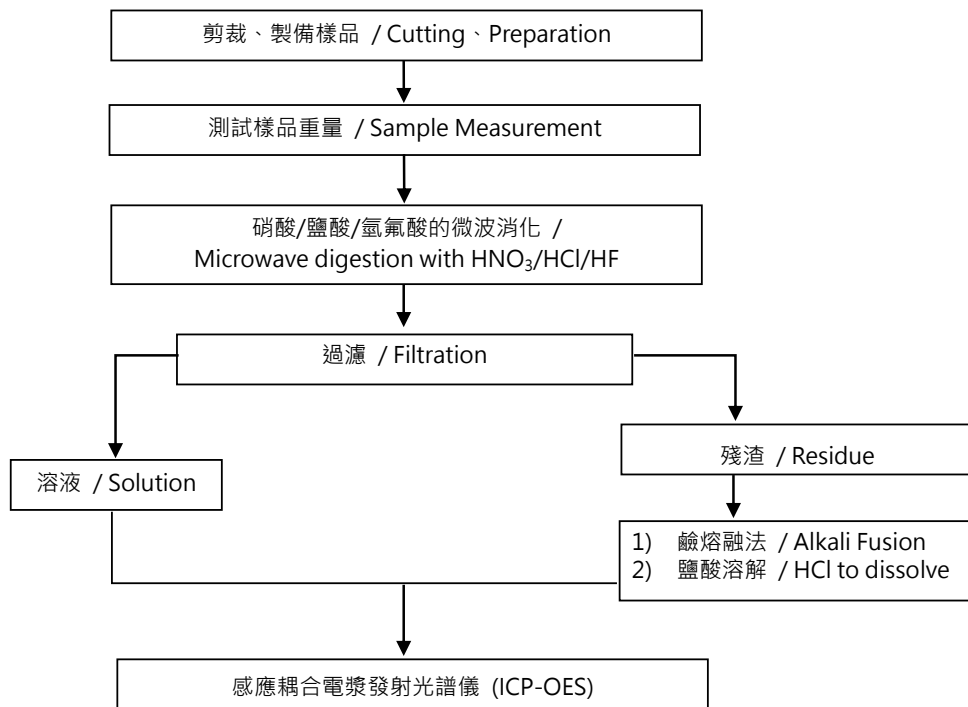 剪裁、製備樣品 / Cutting、Preparation
測試樣品重量 / Sample Measurement
硝酸/鹽酸/氫氟酸的微波消化 /
Microwave digestion with HNO₃/HCl/HF
過濾 / Filtration
溶液 / Solution
殘渣 / Residue
1) 鹼熔融法 / Alkali Fusion
2) 鹽酸溶解 / HCl to dissolve
感應耦合電漿發射光譜儀 (ICP-OES)